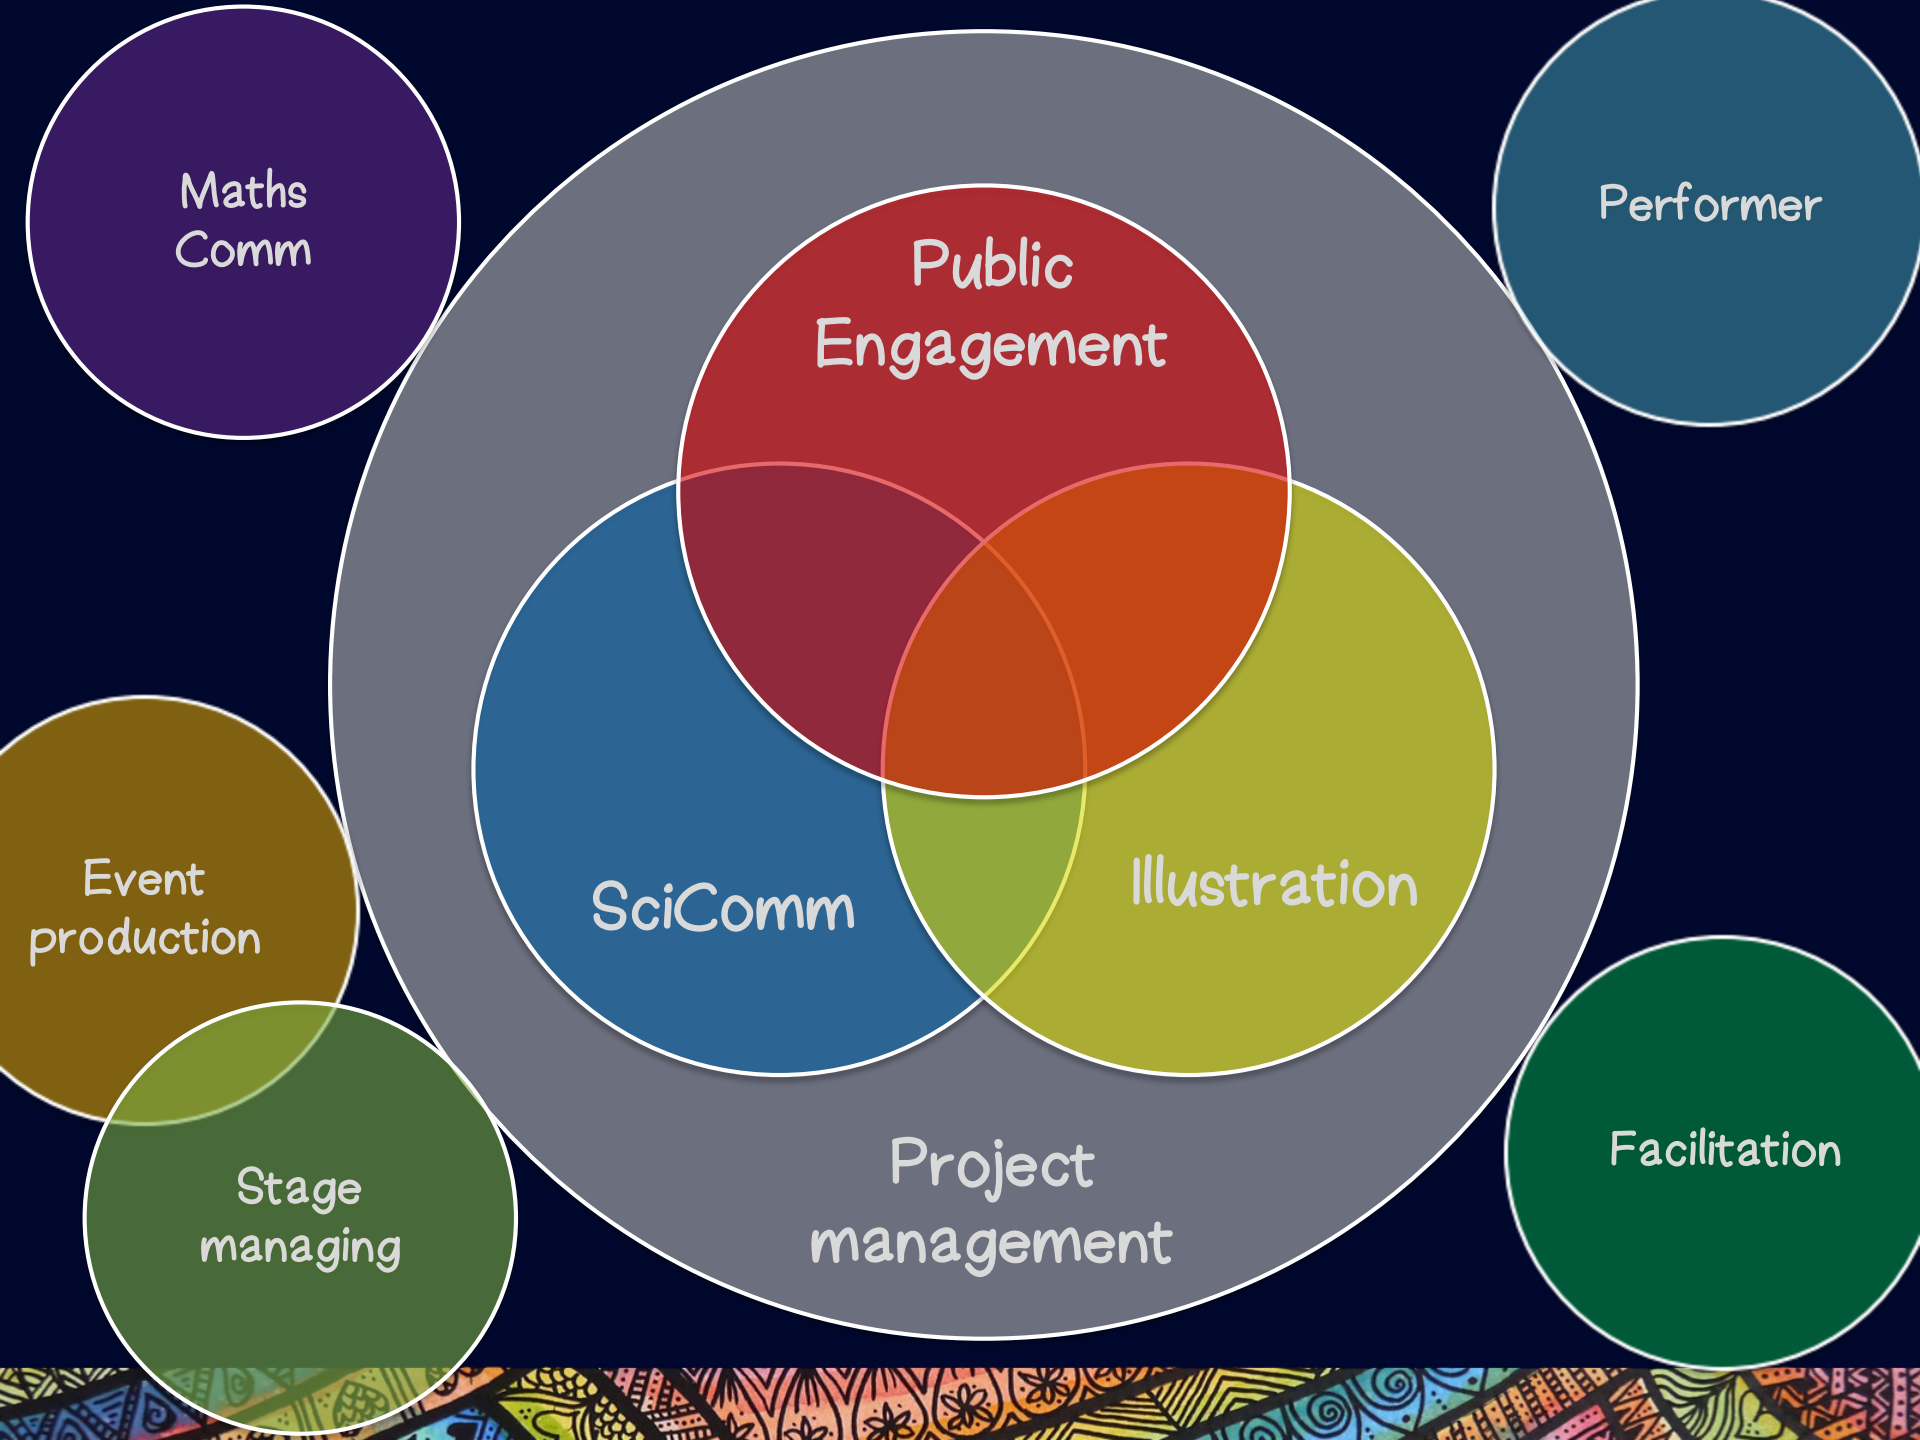 Maths
Comm
Performer
Public
Engagement
SciComm
Illustration
Event
production
Stage
managing
Project
management
Facilitation